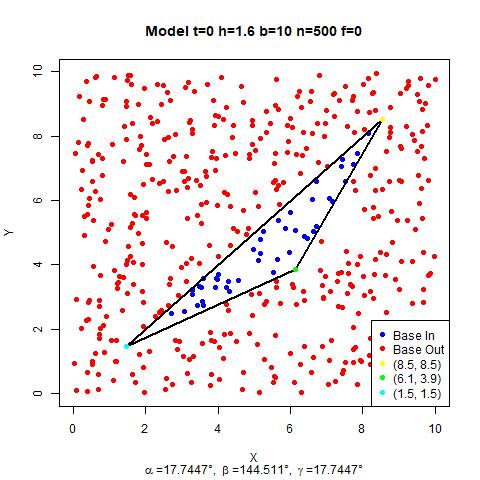 Model t=0 h=1.6 b=10 n=500 f=0
10
8
6
4
2
0
Y
Base In
Base Out
(8.5, 8.5)
(6.1, 3.9)
(1.5, 1.5)
0 2 4 6 8 10
X
α=17.7447°, β=144.511°, γ=17.7447°